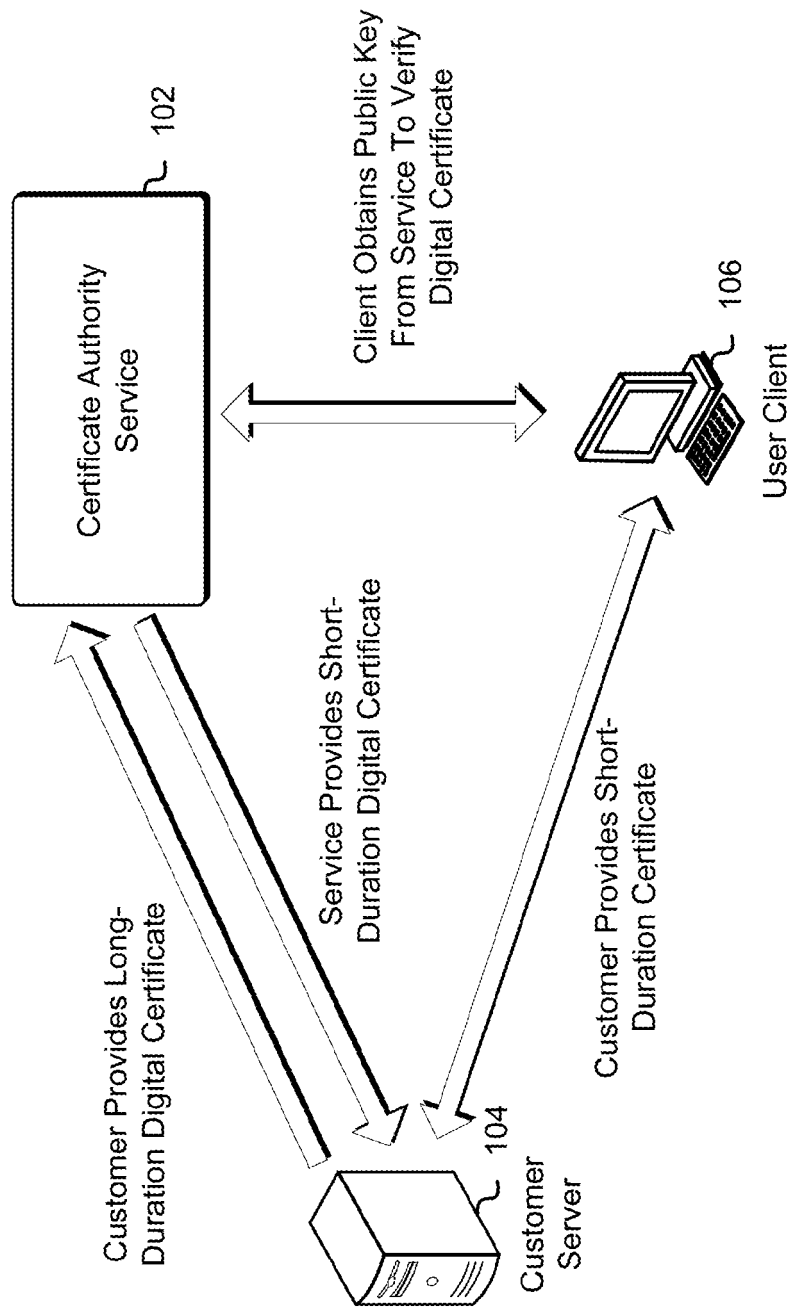 Certificate Authority
Service
102
Customer Provides Long-
Duration Digital Certificate
Service Provides Short-
Duration Digital Certificate
Client Obtains Public Key
From Service To Verify
Digital Certificate
Customer Provides Short-
Duration Certificate
104
Customer
Server
106
User Client